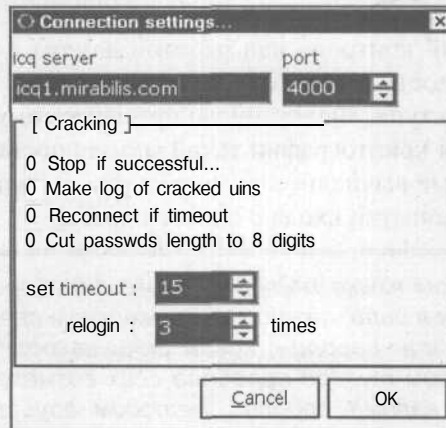 Connection settings...
icq server port
icq1.mirabilis.com 4000
[ Cracking ]
0 Stop if successful...
0 Make log of cracked uins
0 Reconnect if timeout
0 Cut passwds length to 8 digits
set timeout : 15
relogin : 3 times
Cancel OK